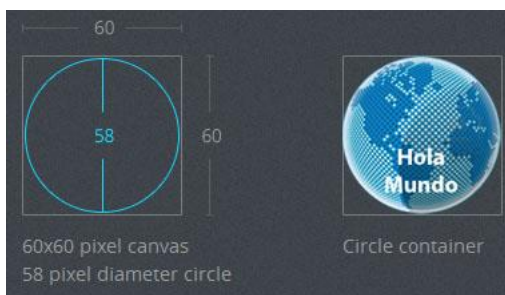 60
58
60
60x60 pixel canvas
58 pixel diameter circle
Hola
Mundo
Circle container